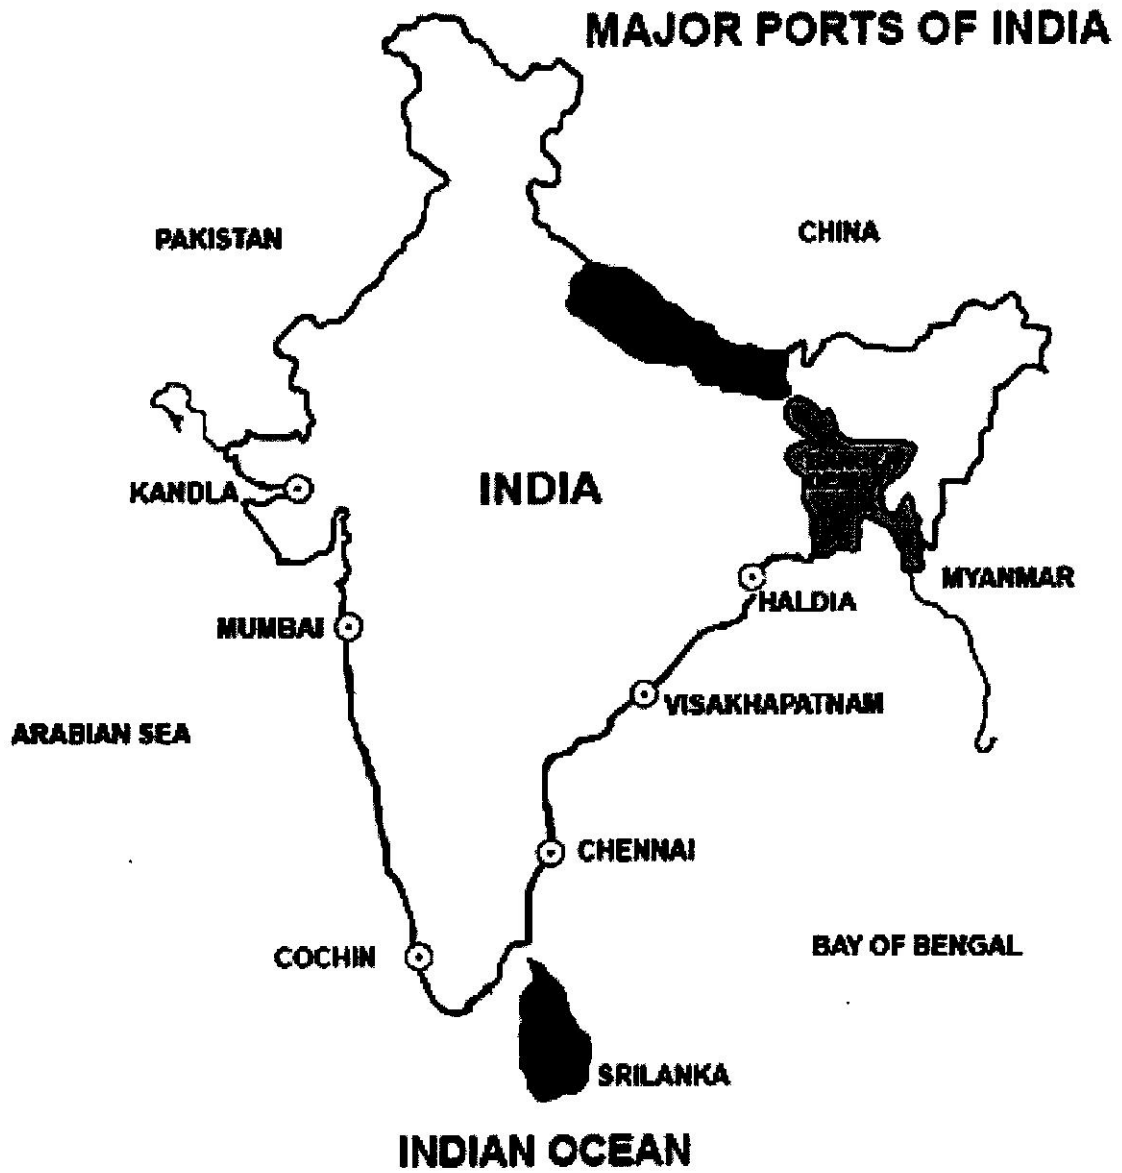 MAJOR PORTS OF INDIA
PAKISTAN
CHINA
KANDLA
INDIA
MYANMAR
HALDIA
MUMBAI
VISAKHAPATNAM
ARABIAN SEA
CHENNAI
BAY OF BENGAL
COCHIN
SRILANKA
INDIAN OCEAN